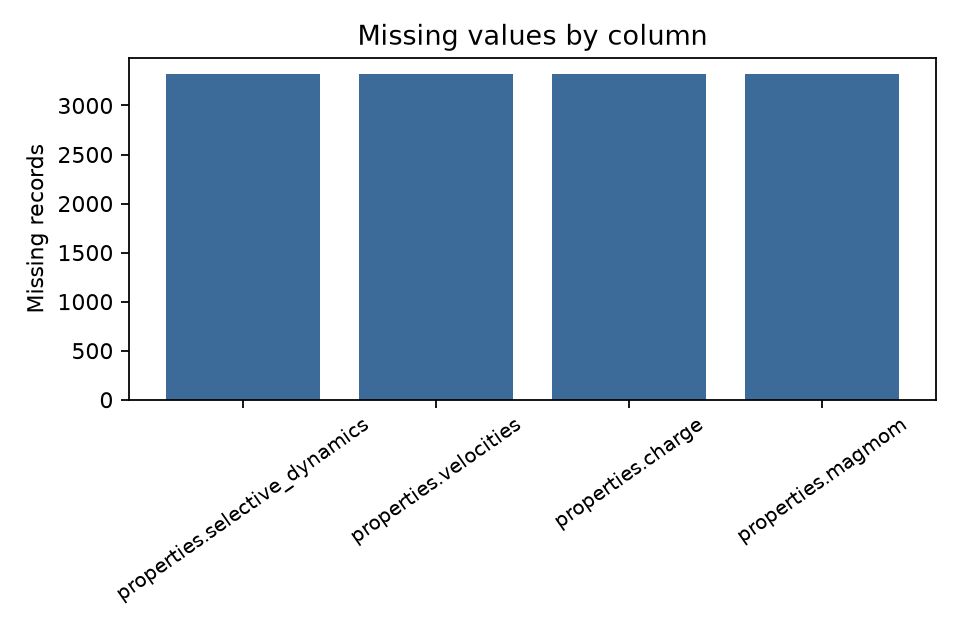 Missing values by column
Missing records
3000
2500
2000
1500
1000
500
0
properties.selective_dynamics
properties.velocities
properties.charge
properties.magmom